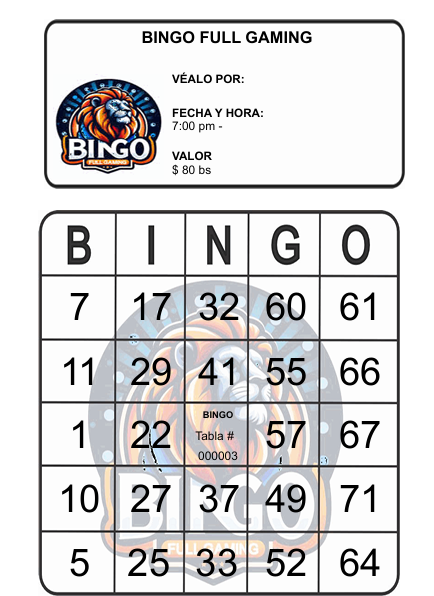 BINGO FULL GAMING
VÉALO POR:
FECHA Y HORA:
7:00 pm -
VALOR
$ 80 bs
BINGO
FULL GAMING
B I N G O
7 17 32 60 61
11 29 41 55 66
1 22 BINGO Tabla # 000003 57 67
10 27 37 49 71
5 25 33 52 64
BINGO
FULL GAMING